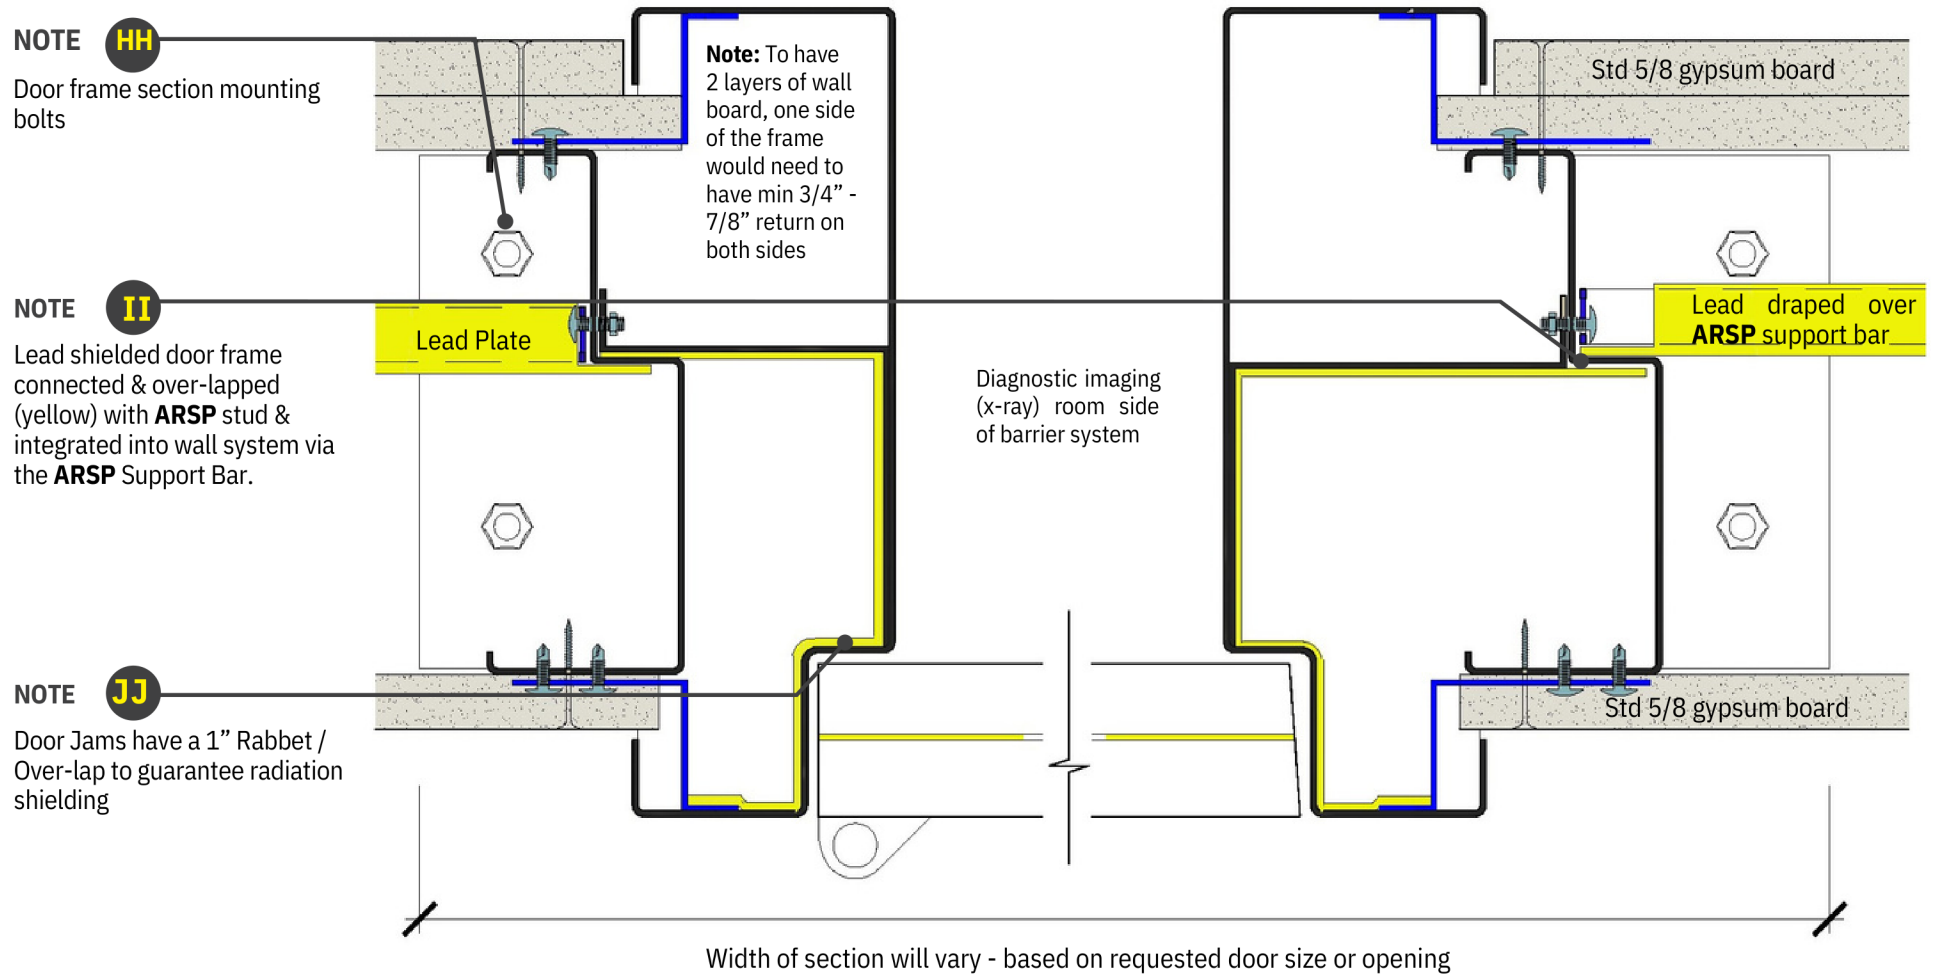 NOTE HH
Door frame section mounting
bolts
NOTE II
Lead shielded door frame
connected & over-lapped
(yellow) with ARSP stud &
integrated into wall system via
the ARSP Support Bar.
NOTE JJ
Door Jams have a 1” Rabbet /
Over-lap to guarantee radiation
shielding
Note: To have
2 layers of wall
board, one side
of the frame
would need to
have min 3/4” -
7/8” return on
both sides
Lead Plate
Diagnostic imaging
(x-ray) room side
of barrier system
Std 5/8 gypsum board
Lead draped over
ARSP support bar
Std 5/8 gypsum board
Width of section will vary - based on requested door size or opening